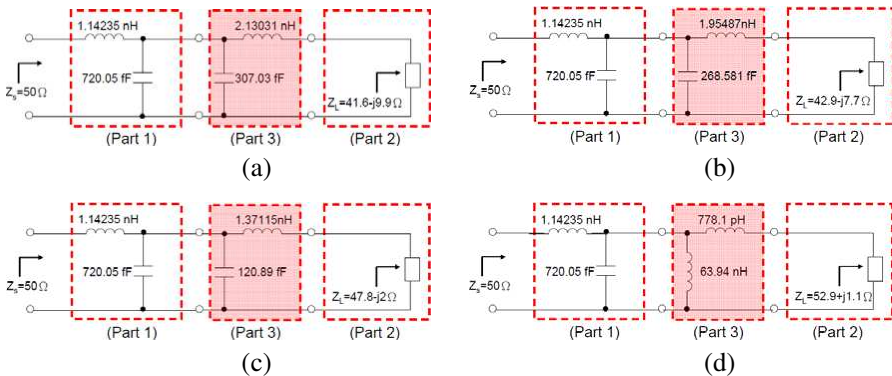 1.14235 nH
2.13031 nH
720.05 fF
307.03 fF
Zs=50Ω
ZL=41.6-j9.9Ω
(Part 1)
(Part 3)
(Part 2)
(a)
1.14235 nH
1.95487nH
720.05 fF
268.581 fF
Zs=50Ω
ZL=42.9-j7.7Ω
(Part 1)
(Part 3)
(Part 2)
(b)
1.14235 nH
1.37115nH
720.05 fF
120.89 fF
Zs=50Ω
ZL=47.8-j2Ω
(Part 1)
(Part 3)
(Part 2)
(c)
1.14235 nH
778.1 pH
720.05 fF
63.94 nH
Zs=50Ω
ZL=52.9+j1.1Ω
(Part 1)
(Part 3)
(Part 2)
(d)